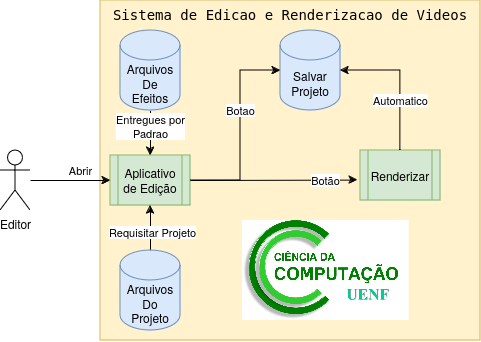 Sistema de Edicao e Renderizacao de Videos
Arquivos
De
Efeitos
Salvar
Projeto
Entregues por
Padrao
Botao
Automatico
Abrir
Aplicativo
de Edição
Botão
Renderizar
Editor
Requisitar Projeto
Arquivos
Do
Projeto
CIÊNCIA DA
COMPUTAÇÃO
UENF